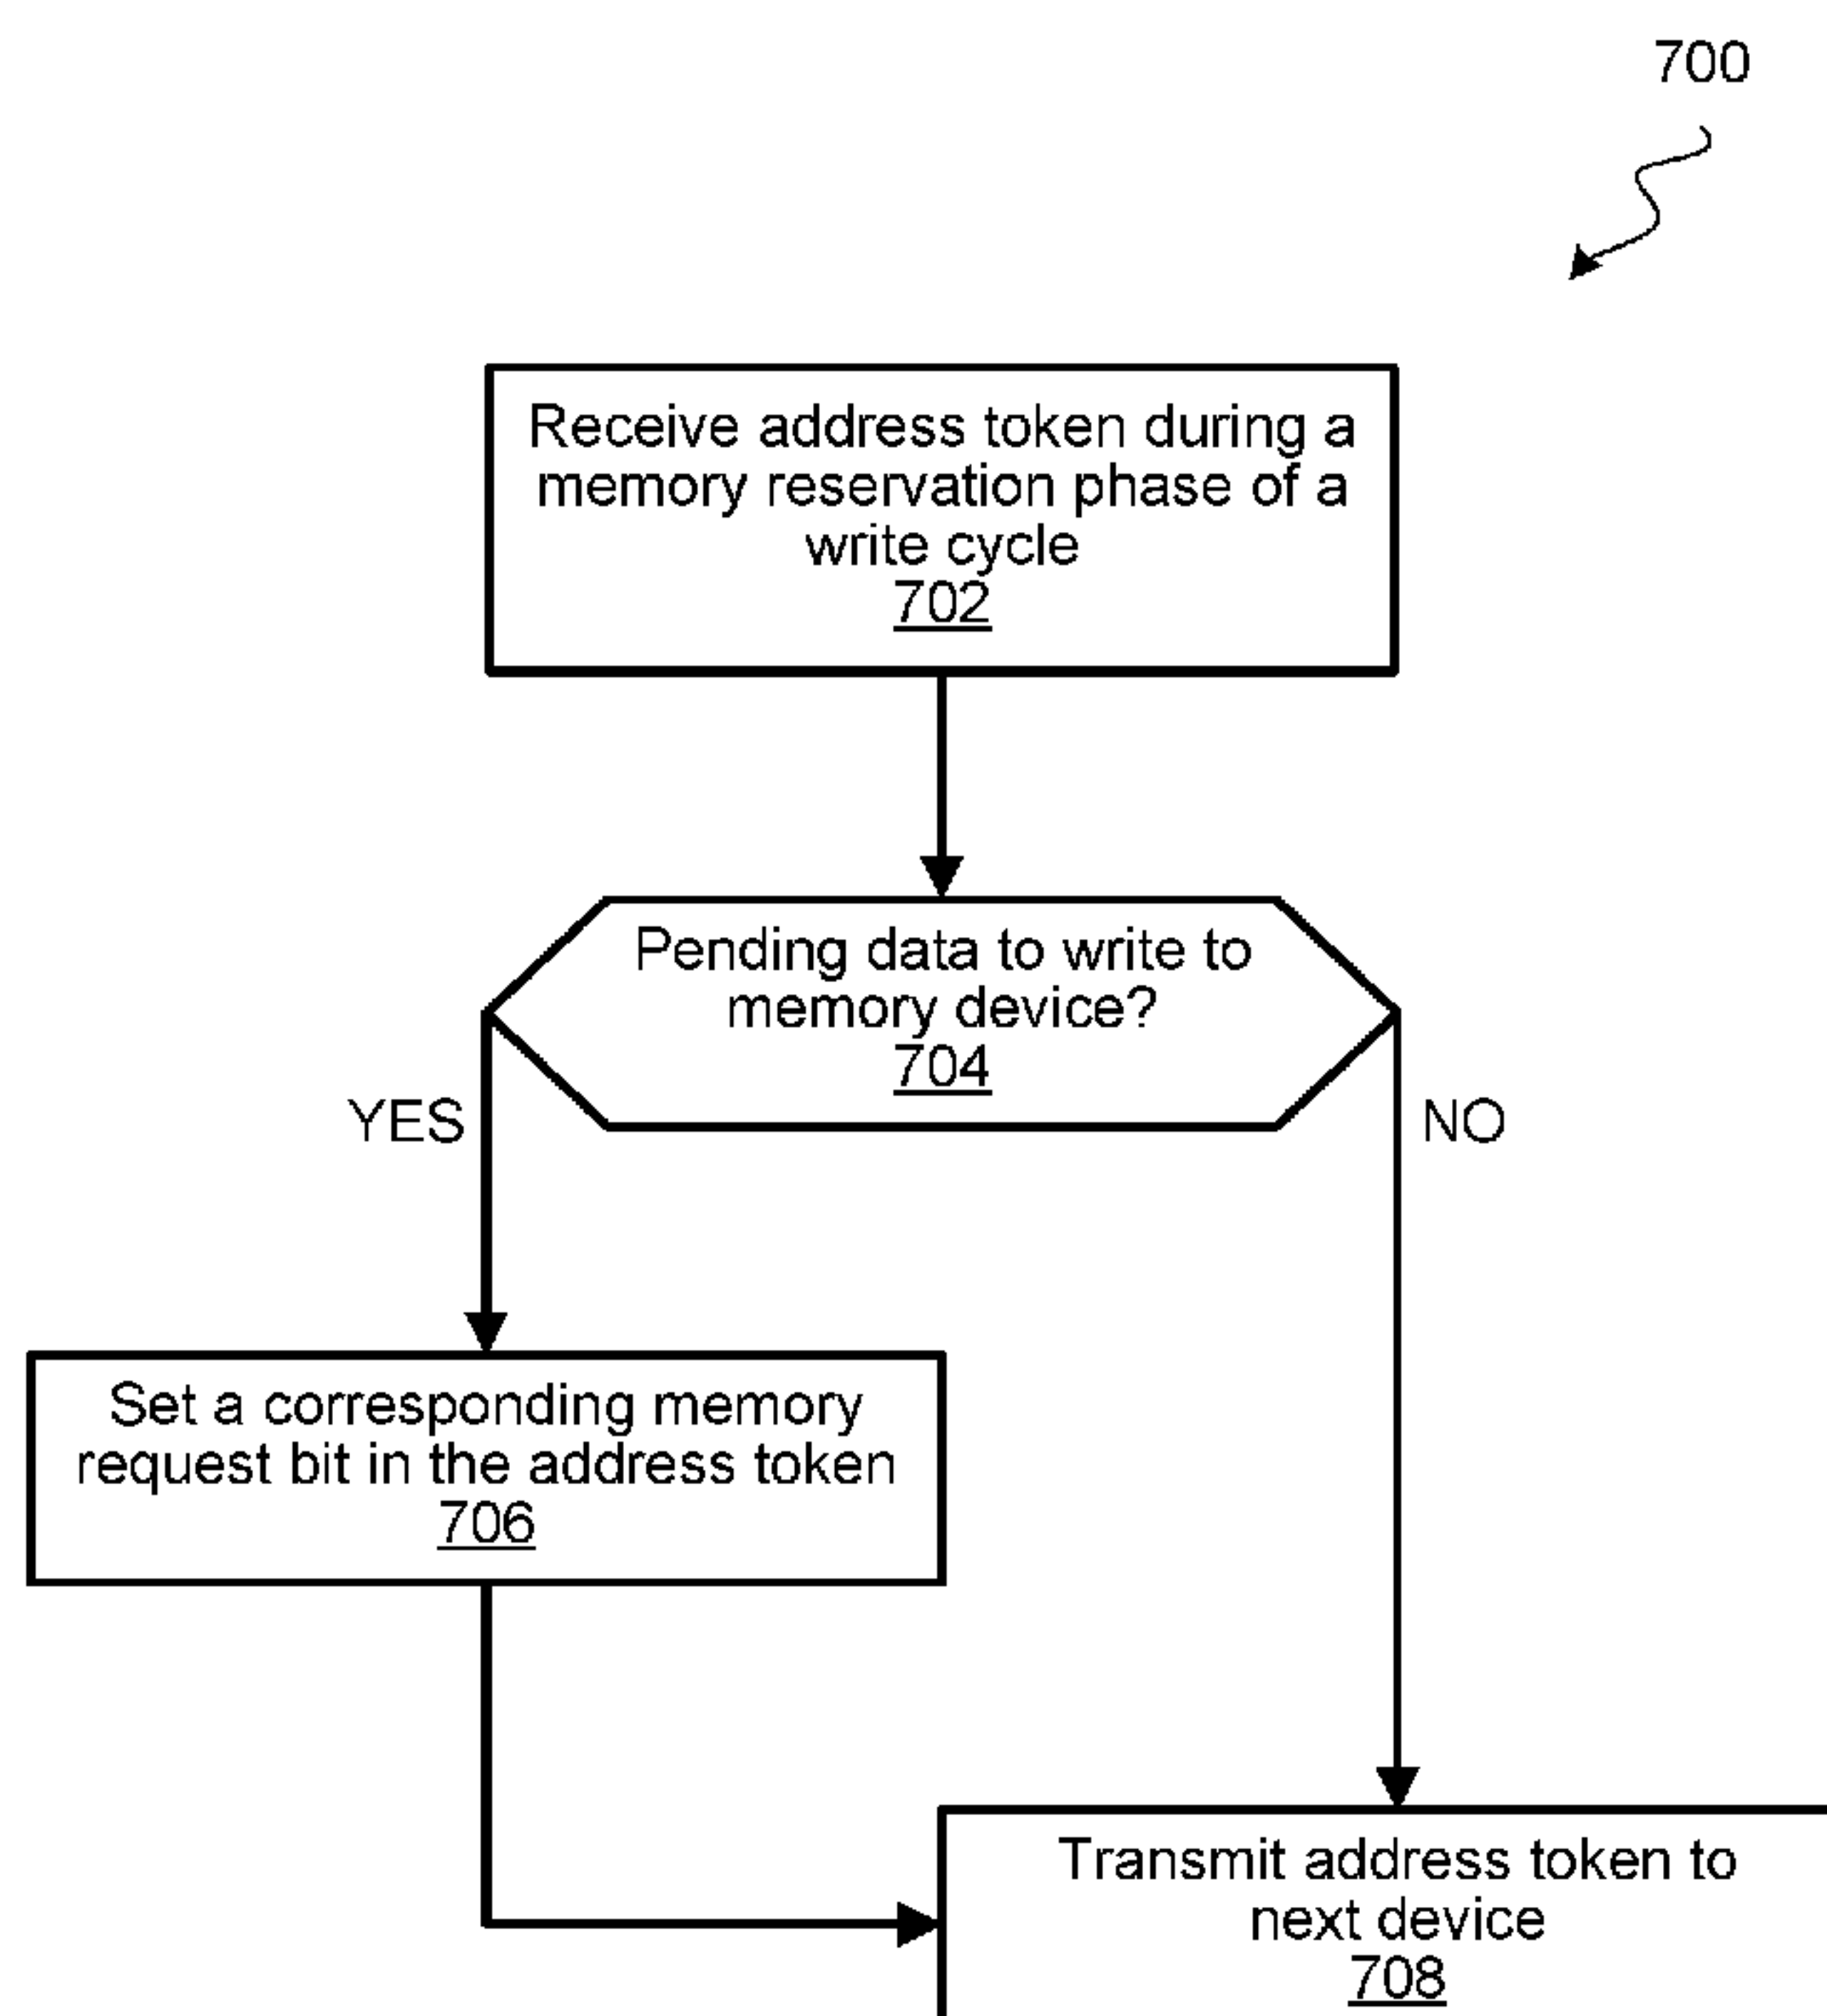 700
Receive address token during a
memory reservation phase of a
write cycle
702
Pending data to write to
memory device?
704
YES
NO
Set a corresponding memory
request bit in the address token
706
Transmit address token to
next device
708